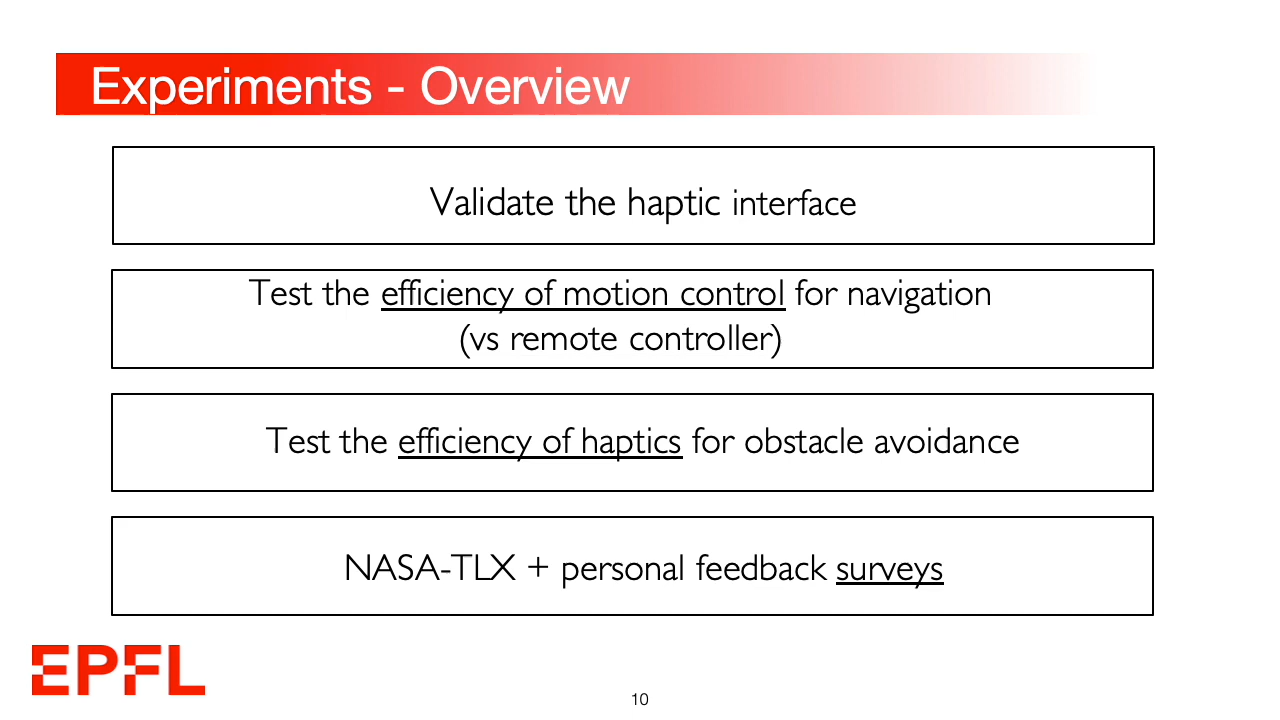 Experiments - Overview
Validate the haptic interface
Test the efficiency of motion control for navigation
(vs remote controller)
Test the efficiency of haptics for obstacle avoidance
NASA-TLX + personal feedback surveys
EPFL
10